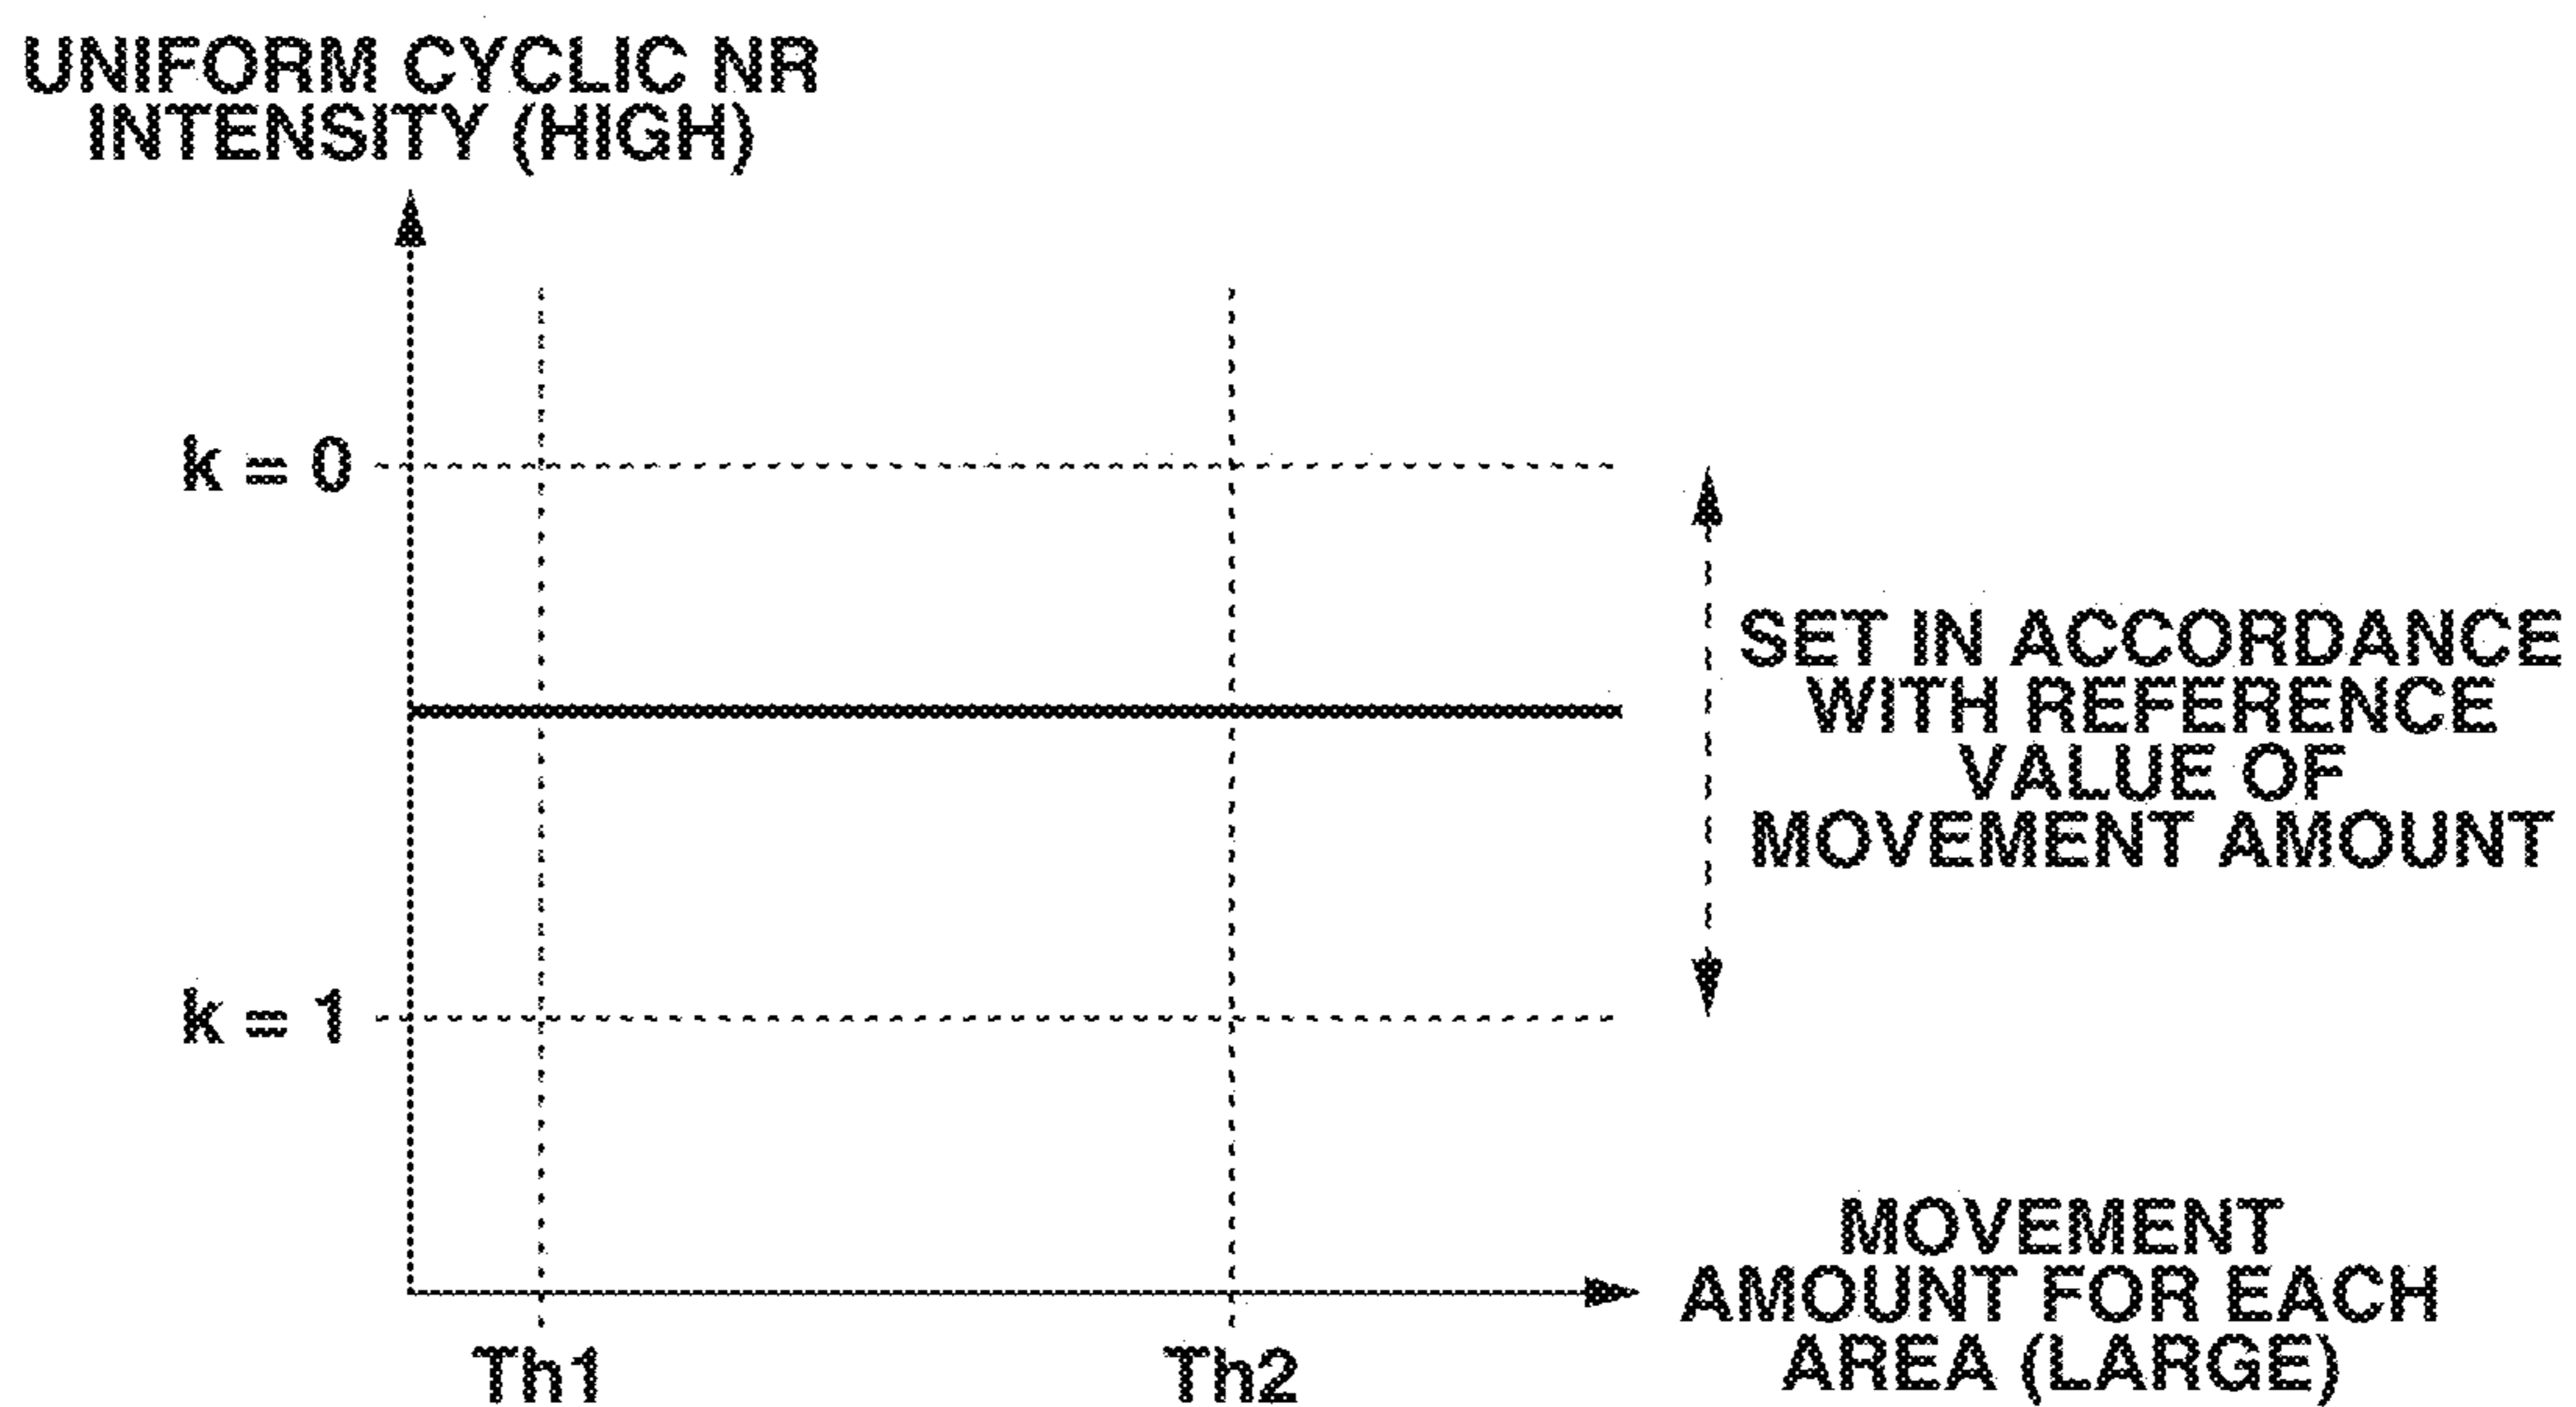 UNIFORM CYCLIC NR
INTENSITY (HIGH)
k = 0
SET IN ACCORDANCE
WITH REFERENCE
VALUE OF
MOVEMENT AMOUNT
k = 1
MOVEMENT
AMOUNT FOR EACH
AREA (LARGE)
Th1
Th2